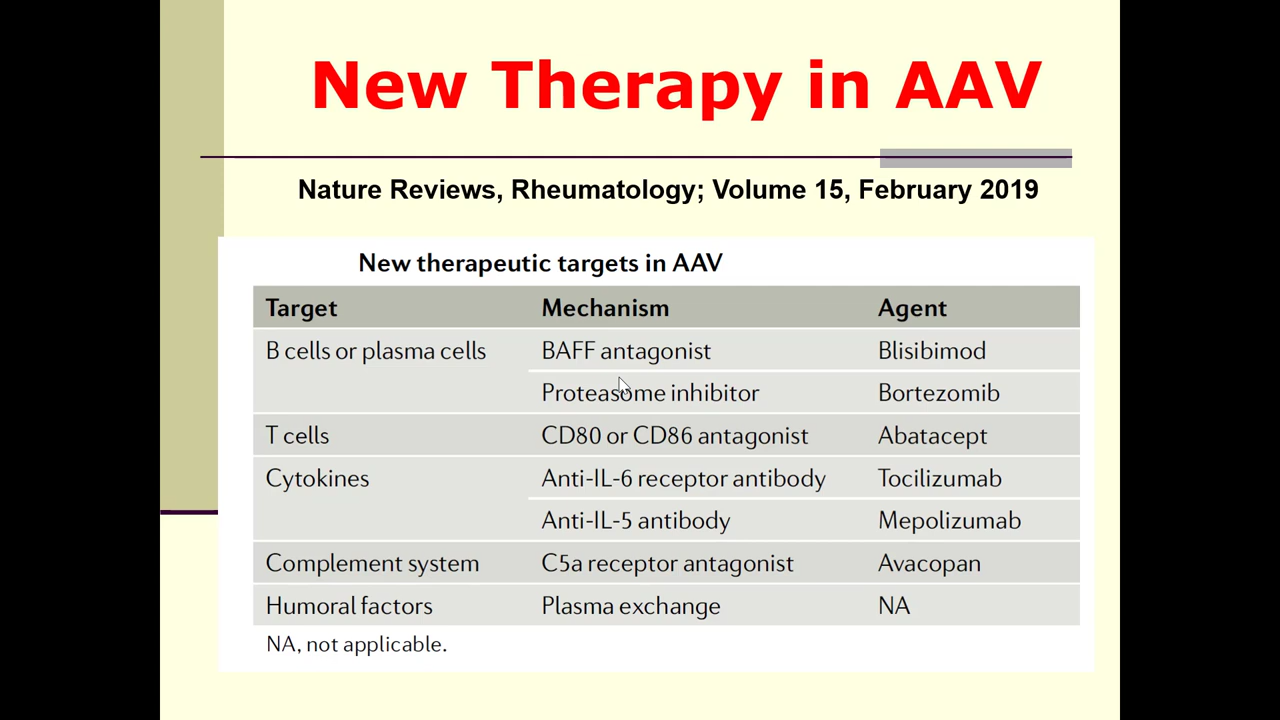 New Therapy in AAV
Nature Reviews, Rheumatology; Volume 15, February 2019
New therapeutic targets in AAV
Target Mechanism Agent
B cells or plasma cells BAFF antagonist Blisibimod
Proteasome inhibitor Bortezomib
T cells CD80 or CD86 antagonist Abatacept
Cytokines Anti-IL-6 receptor antibody Tocilizumab
Anti-IL-5 antibody Mepolizumab
Complement system C5a receptor antagonist Avacopan
Humoral factors Plasma exchange NA
NA, not applicable.